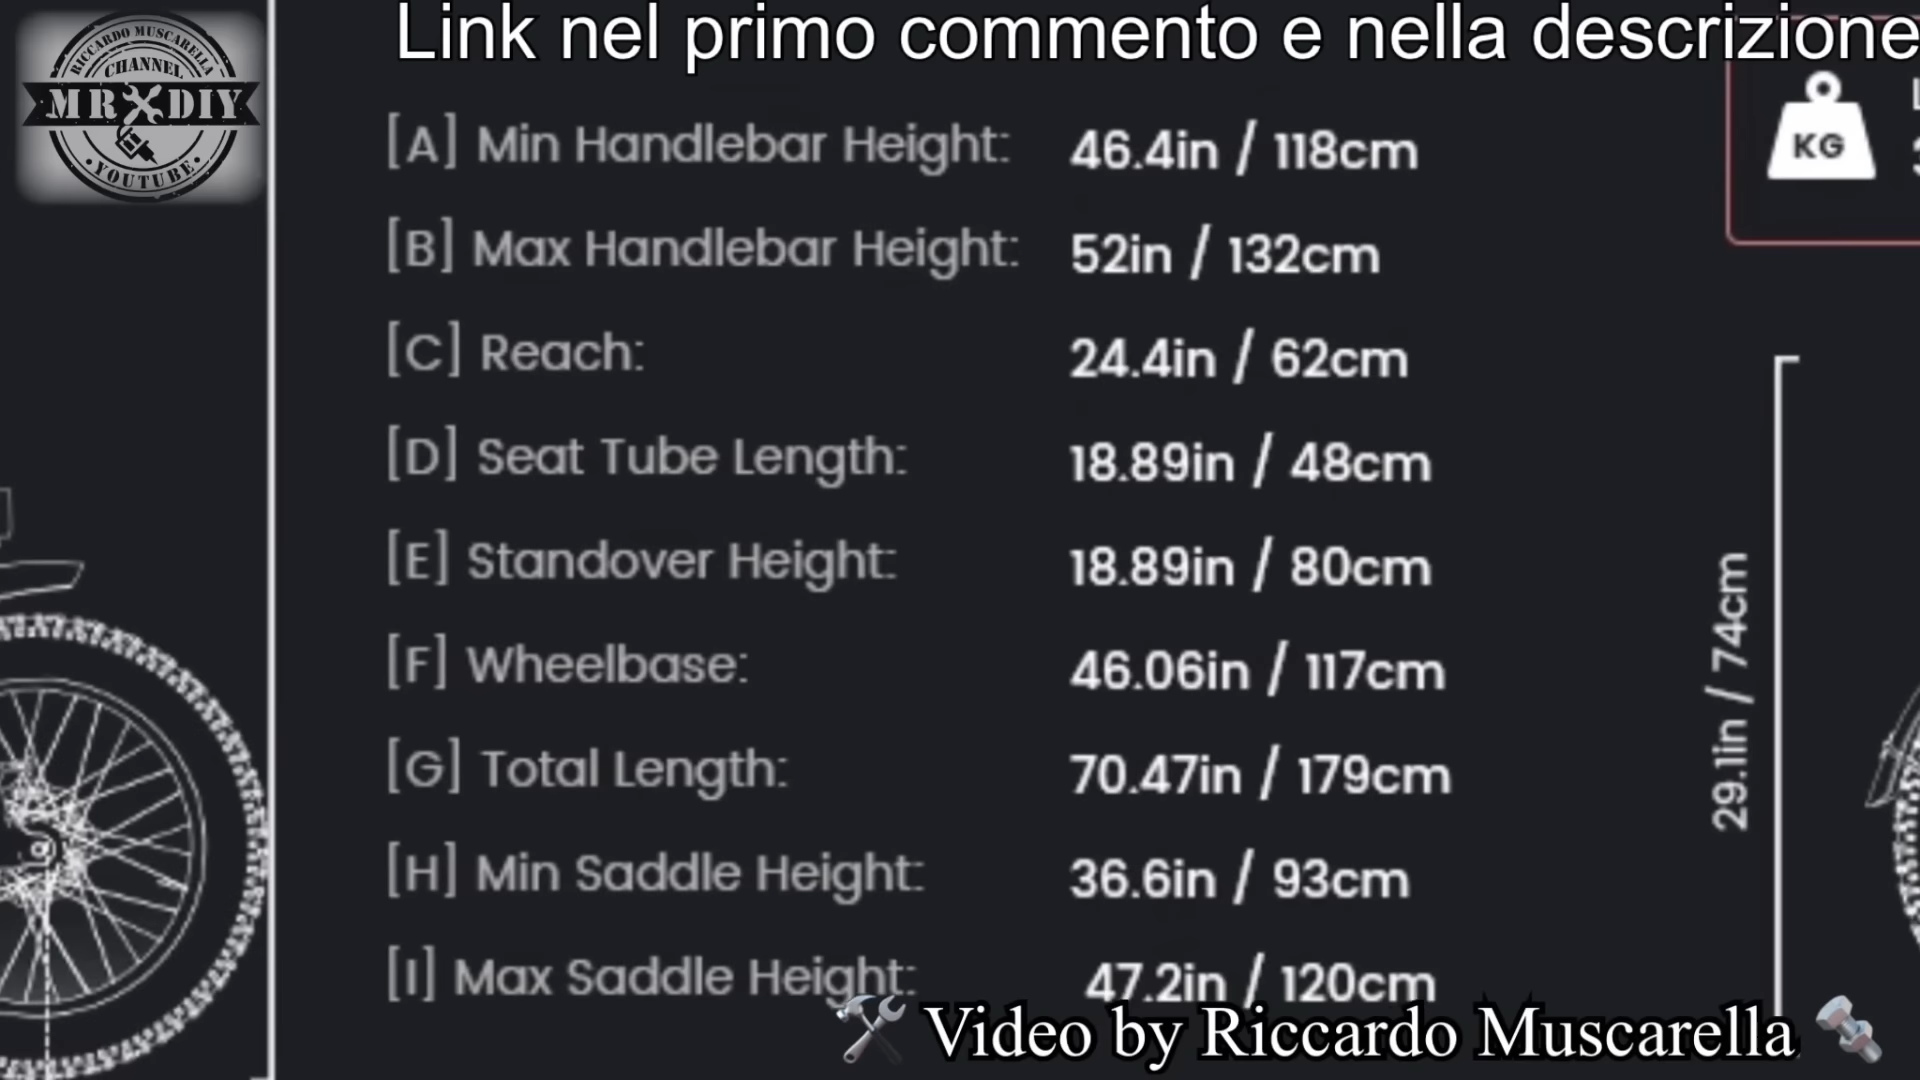 Link nel primo commento e nella descrizione
RICCARDO MUSCARELLA
CHANNEL
MR DIY
YOUTUBE
[A] Min Handlebar Height: 46.4in / 118cm
[B] Max Handlebar Height: 52in / 132cm
[C] Reach: 24.4in / 62cm
[D] Seat Tube Length: 18.89in / 48cm
[E] Standover Height: 18.89in / 80cm
[F] Wheelbase: 46.06in / 117cm
[G] Total Length: 70.47in / 179cm
[H] Min Saddle Height: 36.6in / 93cm
[I] Max Saddle Height: 47.2in / 120cm
KG
29.1in / 74cm
Video by Riccardo Muscarella